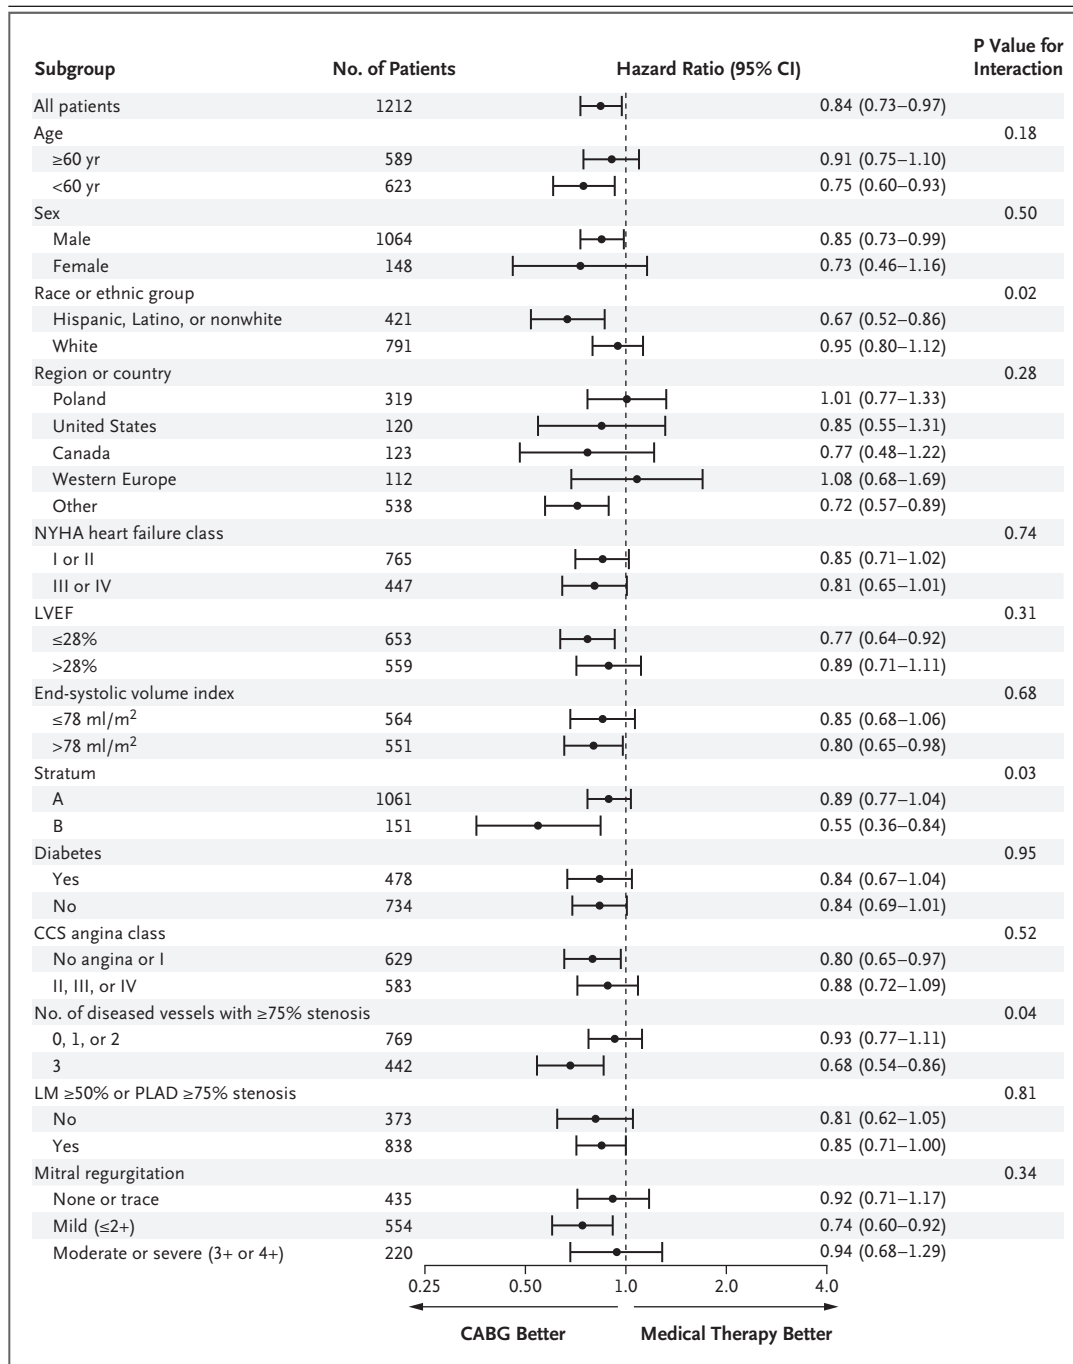 Subgroup No. of Patients Hazard Ratio (95% CI) P Value for Interaction
All patients 1212 0.84 (0.73–0.97)
Age 0.18
≥60 yr 589 0.91 (0.75–1.10)
<60 yr 623 0.75 (0.60–0.93)
Sex 0.50
Male 1064 0.85 (0.73–0.99)
Female 148 0.73 (0.46–1.16)
Race or ethnic group 0.02
Hispanic, Latino, or nonwhite 421 0.67 (0.52–0.86)
White 791 0.95 (0.80–1.12)
Region or country 0.28
Poland 319 1.01 (0.77–1.33)
United States 120 0.85 (0.55–1.31)
Canada 123 0.77 (0.48–1.22)
Western Europe 112 1.08 (0.68–1.69)
Other 538 0.72 (0.57–0.89)
NYHA heart failure class 0.74
I or II 765 0.85 (0.71–1.02)
III or IV 447 0.81 (0.65–1.01)
LVEF 0.31
≤28% 653 0.77 (0.64–0.92)
>28% 559 0.89 (0.71–1.11)
End-systolic volume index 0.68
≤78 ml/m² 564 0.85 (0.68–1.06)
>78 ml/m² 551 0.80 (0.65–0.98)
Stratum 0.03
A 1061 0.89 (0.77–1.04)
B 151 0.55 (0.36–0.84)
Diabetes 0.95
Yes 478 0.84 (0.67–1.04)
No 734 0.84 (0.69–1.01)
CCS angina class 0.52
No angina or I 629 0.80 (0.65–0.97)
II, III, or IV 583 0.88 (0.72–1.09)
No. of diseased vessels with ≥75% stenosis 0.04
0, 1, or 2 769 0.93 (0.77–1.11)
3 442 0.68 (0.54–0.86)
LM ≥50% or PLAD ≥75% stenosis 0.81
No 373 0.81 (0.62–1.05)
Yes 838 0.85 (0.71–1.00)
Mitral regurgitation 0.34
None or trace 435 0.92 (0.71–1.17)
Mild (≤2+) 554 0.74 (0.60–0.92)
Moderate or severe (3+ or 4+) 220 0.94 (0.68–1.29)
0.25 0.50 1.0 2.0 4.0
CABG Better Medical Therapy Better